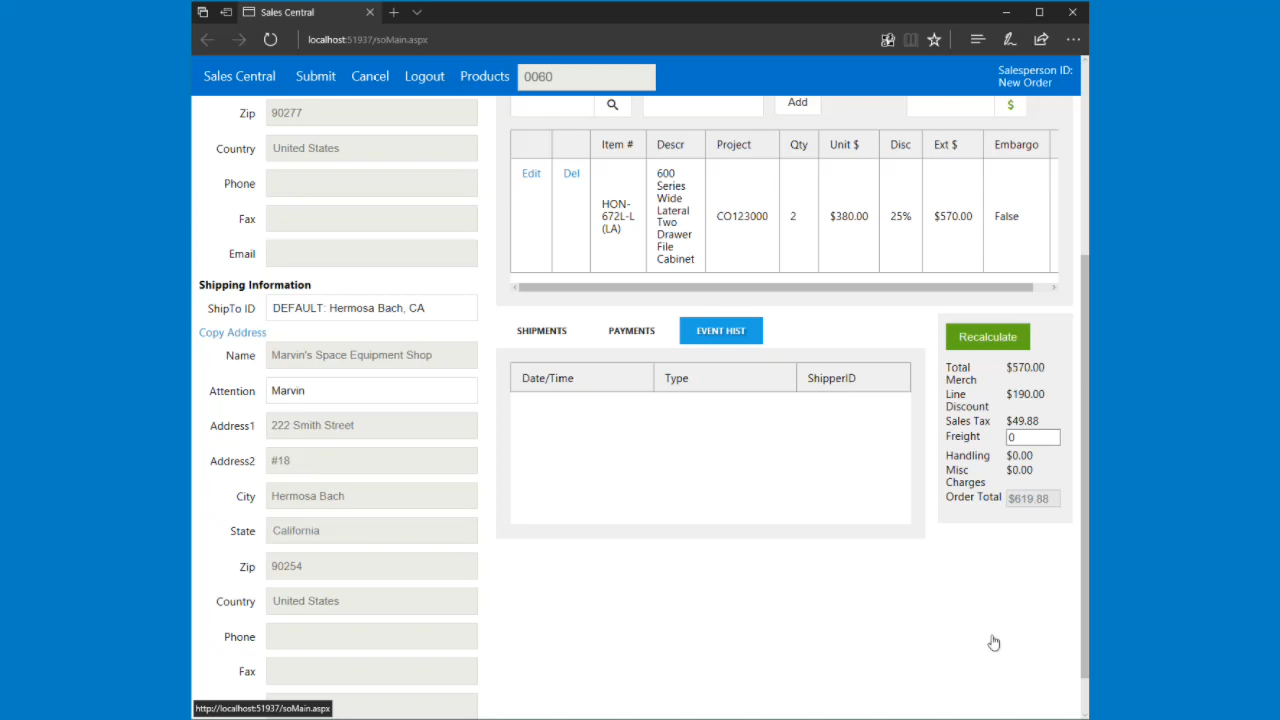 Sales Central
localhost:51937/soMain.aspx
Sales Central Submit Cancel Logout Products 0060
Salesperson ID:
New Order
Zip 90277
Country United States
Phone
Fax
Email
Shipping Information
ShipTo ID DEFAULT: Hermosa Bach, CA
Copy Address
Name Marvin's Space Equipment Shop
Attention Marvin
Address1 222 Smith Street
Address2 #18
City Hermosa Bach
State California
Zip 90254
Country United States
Phone
Fax
http://localhost:51937/soMain.aspx
Add $
Item # Descr Project Qty Unit $ Disc Ext $ Embargo
Edit Del
HON-
672L-L
(LA)
600
Series
Wide
Lateral
Two
Drawer
File
Cabinet
CO123000 2 $380.00 25% $570.00 False
SHIPMENTS PAYMENTS EVENT HIST
Date/Time Type ShipperID
Recalculate
Total
Merch
$570.00
Line
Discount
$190.00
Sales Tax $49.88
Freight 0
Handling $0.00
Misc
Charges
$0.00
Order Total $619.88